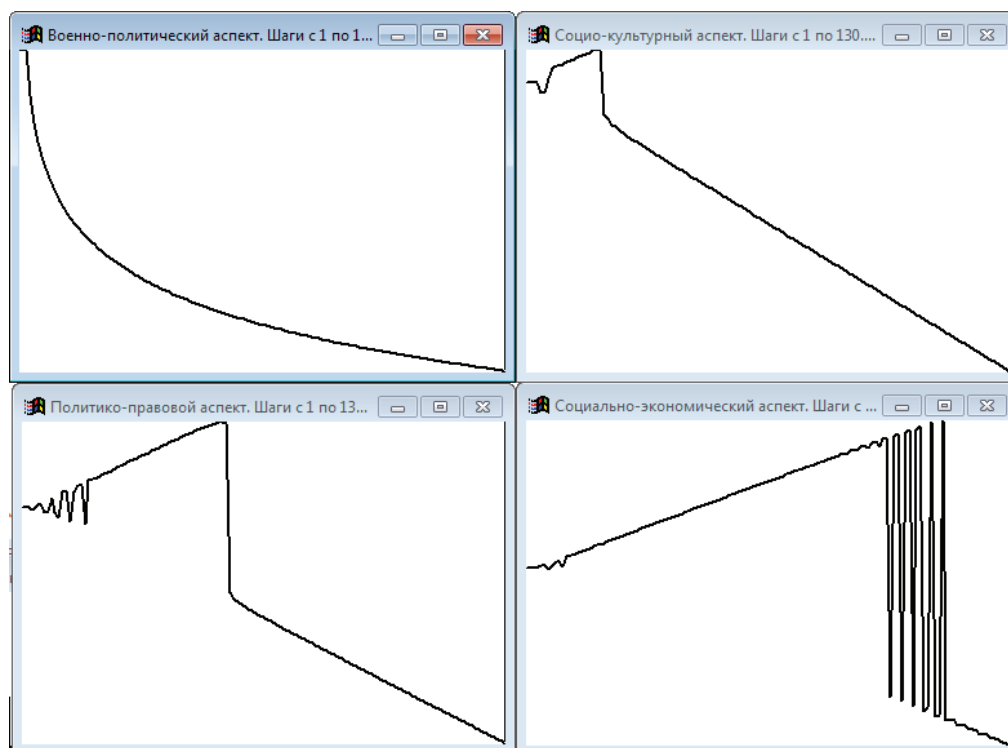 Военно-политический аспект. Шаги с 1 по 1...
Социо-культурный аспект. Шаги с 1 по 130....
Политико-правовой аспект. Шаги с 1 по 13...
Социально-экономический аспект. Шаги с ...